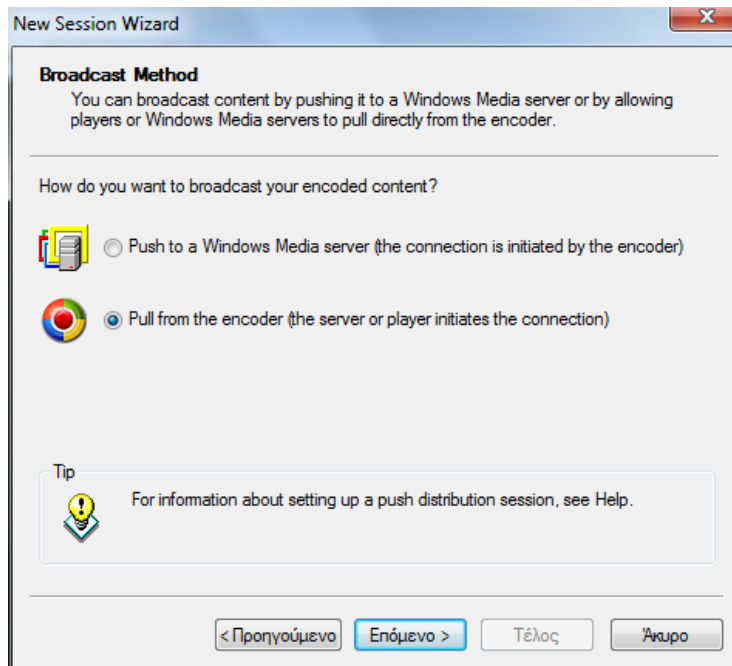 New Session Wizard
Broadcast Method
You can broadcast content by pushing it to a Windows Media server or by allowing
players or Windows Media servers to pull directly from the encoder.
How do you want to broadcast your encoded content?
Push to a Windows Media server (the connection is initiated by the encoder)
Pull from the encoder (the server or player initiates the connection)
Tip
For information about setting up a push distribution session, see Help.
< Προηγούμενο Επόμενο > Τέλος Άκυρο